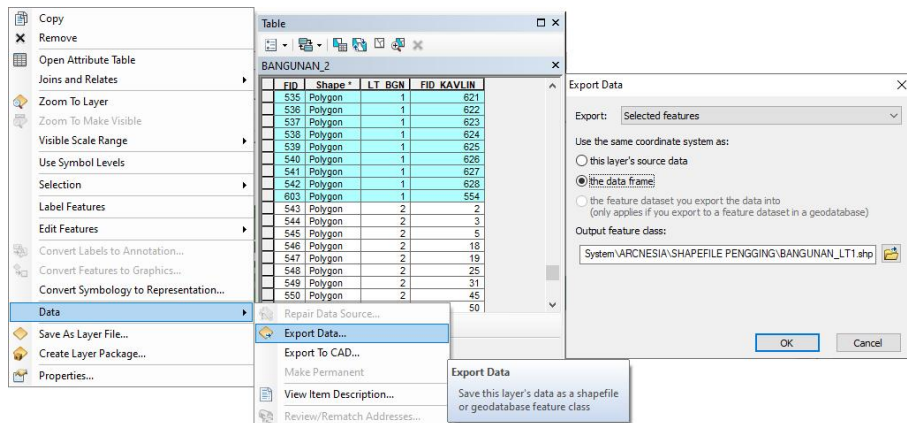 Copy
Remove
Open Attribute Table
Joins and Relates
Zoom To Layer
Zoom To Make Visible
Visible Scale Range
Use Symbol Levels
Selection
Label Features
Edit Features
Convert Labels to Annotation...
Convert Features to Graphics...
Convert Symbology to Representation...
Data
Save As Layer File...
Create Layer Package...
Properties...
Table
BANGUNAN_2
FID Shape * LT_BGN FID_KAVLIN
535 Polygon 1 621
536 Polygon 1 622
537 Polygon 1 623
538 Polygon 1 624
539 Polygon 1 625
540 Polygon 1 626
541 Polygon 1 627
542 Polygon 1 628
603 Polygon 1 554
543 Polygon 2 2
544 Polygon 2 3
545 Polygon 2 5
546 Polygon 2 18
547 Polygon 2 19
548 Polygon 2 25
549 Polygon 2 31
550 Polygon 2 45
50
Repair Data Source...
Export Data...
Export To CAD...
Make Permanent
View Item Description...
Review/Rematch Addresses...
Export Data
Save this layer's data as a shapefile
or geodatabase feature class
Export Data
Export: Selected features
Use the same coordinate system as:
this layer's source data
the data frame
the feature dataset you export the data into
(only applies if you export to a feature dataset in a geodatabase)
Output feature class:
System\ARCNESIA\SHAPEFILE PENGGING\BANGUNAN_LT1.shp
OK Cancel